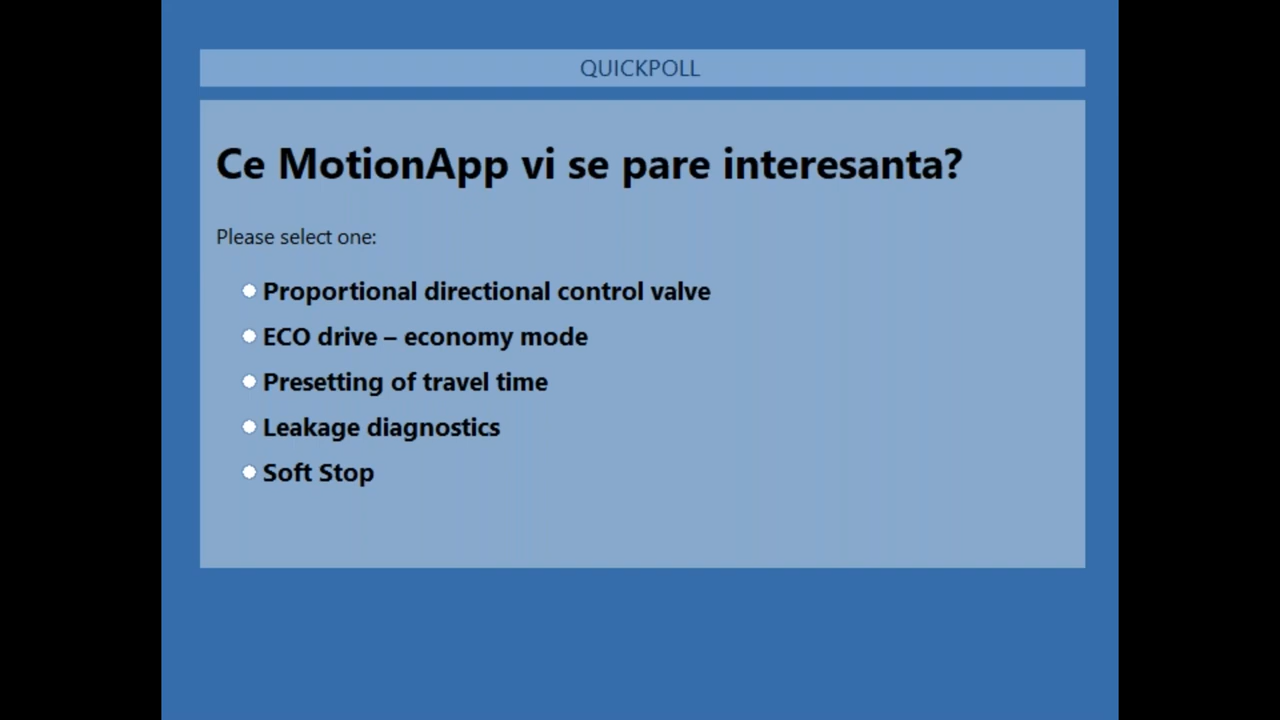 QUICKPOLL
Ce MotionApp vi se pare interesanta?
Please select one:
Proportional directional control valve
ECO drive – economy mode
Presetting of travel time
Leakage diagnostics
Soft Stop